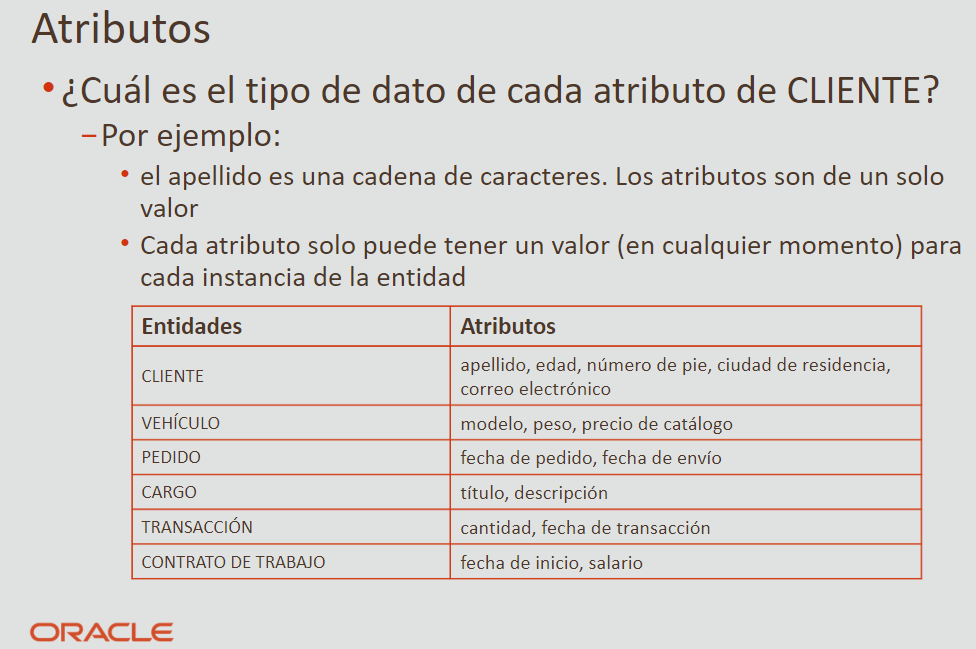 Atributos
•¿Cuál es el tipo de dato de cada atributo de CLIENTE?
–Por ejemplo:
• el apellido es una cadena de caracteres. Los atributos son de un solo
valor
• Cada atributo solo puede tener un valor (en cualquier momento) para
cada instancia de la entidad
Entidades Atributos
CLIENTE apellido, edad, número de pie, ciudad de residencia,
correo electrónico
VEHÍCULO modelo, peso, precio de catálogo
PEDIDO fecha de pedido, fecha de envío
CARGO título, descripción
TRANSACCIÓN cantidad, fecha de transacción
CONTRATO DE TRABAJO fecha de inicio, salario
ORACLE